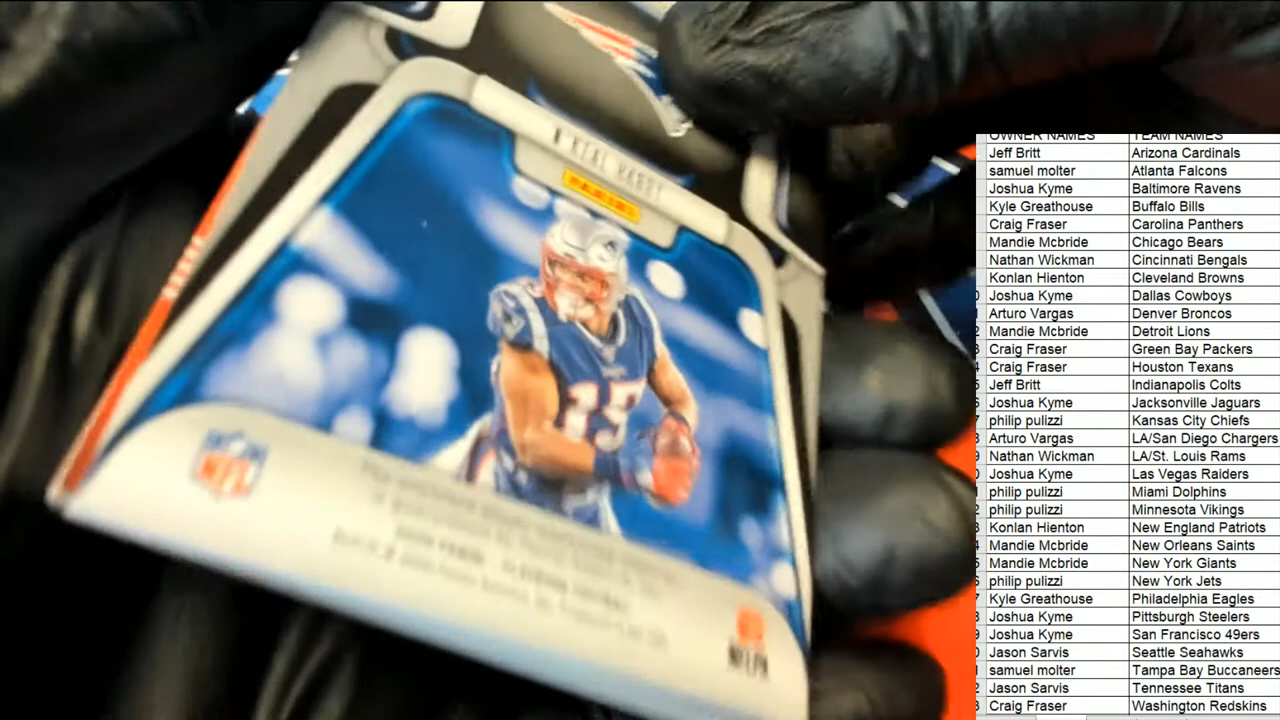 N'KEAL HARRY
PANINI
15
NFL
NFLPA
OWNER NAMES TEAM NAMES
Jeff Britt Arizona Cardinals
samuel molter Atlanta Falcons
Joshua Kyme Baltimore Ravens
Kyle Greathouse Buffalo Bills
Craig Fraser Carolina Panthers
Mandie Mcbride Chicago Bears
Nathan Wickman Cincinnati Bengals
Konlan Hienton Cleveland Browns
Joshua Kyme Dallas Cowboys
Arturo Vargas Denver Broncos
Mandie Mcbride Detroit Lions
Craig Fraser Green Bay Packers
Craig Fraser Houston Texans
Jeff Britt Indianapolis Colts
Joshua Kyme Jacksonville Jaguars
philip pulizzi Kansas City Chiefs
Arturo Vargas LA/San Diego Chargers
Nathan Wickman LA/St. Louis Rams
Joshua Kyme Las Vegas Raiders
philip pulizzi Miami Dolphins
philip pulizzi Minnesota Vikings
Konlan Hienton New England Patriots
Mandie Mcbride New Orleans Saints
Mandie Mcbride New York Giants
philip pulizzi New York Jets
Kyle Greathouse Philadelphia Eagles
Joshua Kyme Pittsburgh Steelers
Joshua Kyme San Francisco 49ers
Jason Sarvis Seattle Seahawks
samuel molter Tampa Bay Buccaneers
Jason Sarvis Tennessee Titans
Craig Fraser Washington Redskins